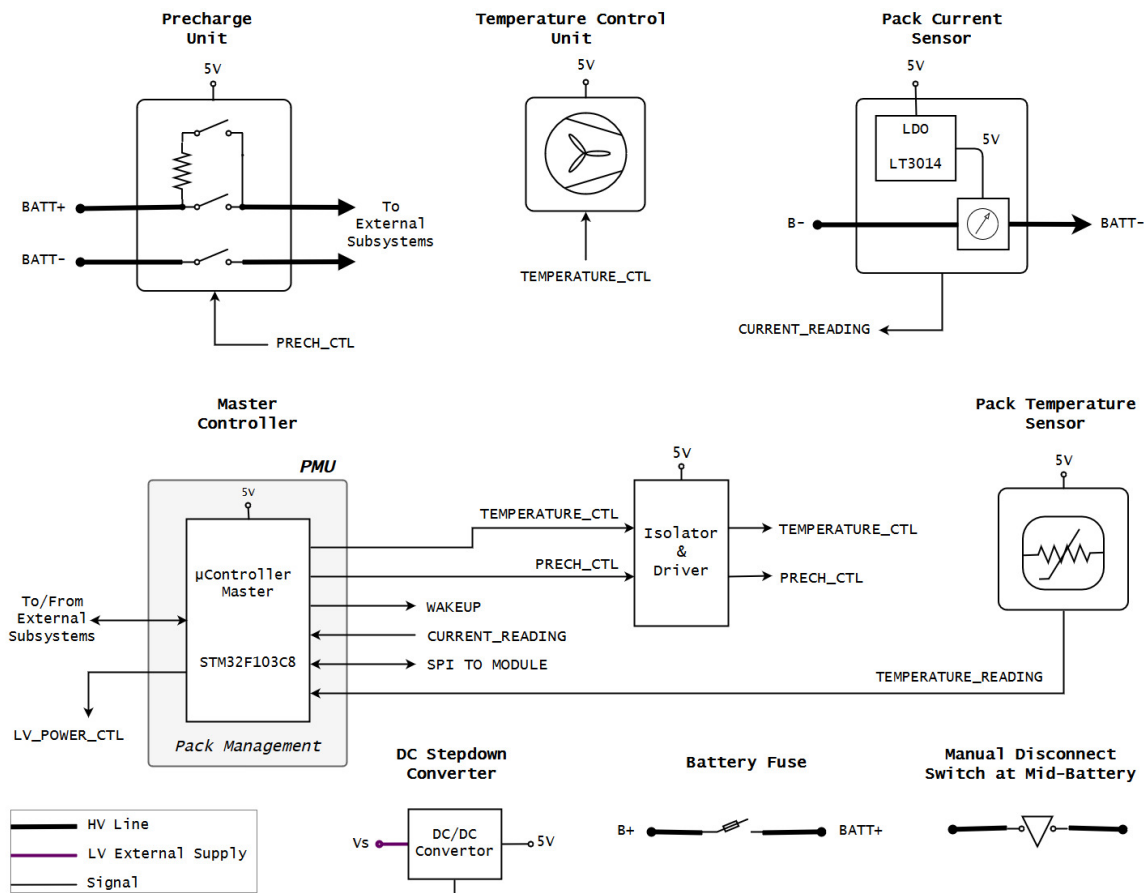 Precharge
Unit
5V
BATT+
BATT-
To
External
Subsystems
PRECH_CTL
Temperature Control
Unit
5V
TEMPERATURE_CTL
Pack Current
Sensor
5V
LDO
LT3014
5V
B-
BATT-
CURRENT_READING
Master
Controller
PMU
5V
µController
Master
STM32F103C8
Pack Management
To/From
External
Subsystems
LV_POWER_CTL
TEMPERATURE_CTL
PRECH_CTL
WAKEUP
CURRENT_READING
SPI TO MODULE
TEMPERATURE_READING
5V
Isolator
&
Driver
TEMPERATURE_CTL
PRECH_CTL
Pack Temperature
Sensor
5V
HV Line
LV External Supply
Signal
DC Stepdown
Converter
Vs
DC/DC
Convertor
5V
Battery Fuse
B+
BATT+
Manual Disconnect
Switch at Mid-Battery